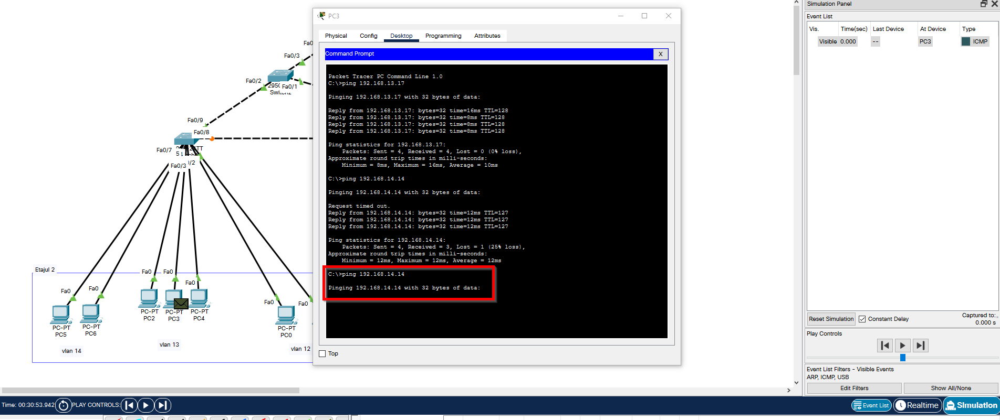 Fa0
Fa0/3
Fa0/2
Fa0/1
Fa0/9
Fa0/8
Fa0/7
Fa0/3
Etajul 2
Fa0
Fa0
Fa0
Fa0
Fa0
Fa0
Fa0
PC-PT
PC5
PC-PT
PC6
PC-PT
PC2
PC-PT
PC3
PC-PT
PC4
PC-PT
PC0
vlan 14
vlan 13
vlan 12
PC3
Physical
Config
Desktop
Programming
Attributes
Command Prompt
X
Packet Tracer PC Command Line 1.0
C:\>ping 192.168.13.17
Pinging 192.168.13.17 with 32 bytes of data:
Reply from 192.168.13.17: bytes=32 time=16ms TTL=128
Reply from 192.168.13.17: bytes=32 time=8ms TTL=128
Reply from 192.168.13.17: bytes=32 time=8ms TTL=128
Reply from 192.168.13.17: bytes=32 time=8ms TTL=128
Ping statistics for 192.168.13.17:
Packets: Sent = 4, Received = 4, Lost = 0 (0% loss),
Approximate round trip times in milli-seconds:
Minimum = 8ms, Maximum = 16ms, Average = 10ms
C:\>ping 192.168.14.14
Pinging 192.168.14.14 with 32 bytes of data:
Request timed out.
Reply from 192.168.14.14: bytes=32 time=12ms TTL=127
Reply from 192.168.14.14: bytes=32 time=12ms TTL=127
Reply from 192.168.14.14: bytes=32 time=12ms TTL=127
Ping statistics for 192.168.14.14:
Packets: Sent = 4, Received = 3, Lost = 1 (25% loss),
Approximate round trip times in milli-seconds:
Minimum = 12ms, Maximum = 12ms, Average = 12ms
C:\>ping 192.168.14.14
Pinging 192.168.14.14 with 32 bytes of data:
Top
Simulation Panel
Event List
Vis. Time(sec) Last Device At Device Type
Visible 0.000 -- PC3 ICMP
Reset Simulation
Constant Delay
Captured to:
0.000 s
Play Controls
Event List Filters - Visible Events
ARP, ICMP, USB
Edit Filters
Show All/None
Time: 00:30:53.942
PLAY CONTROLS:
Event List
Realtime
Simulation